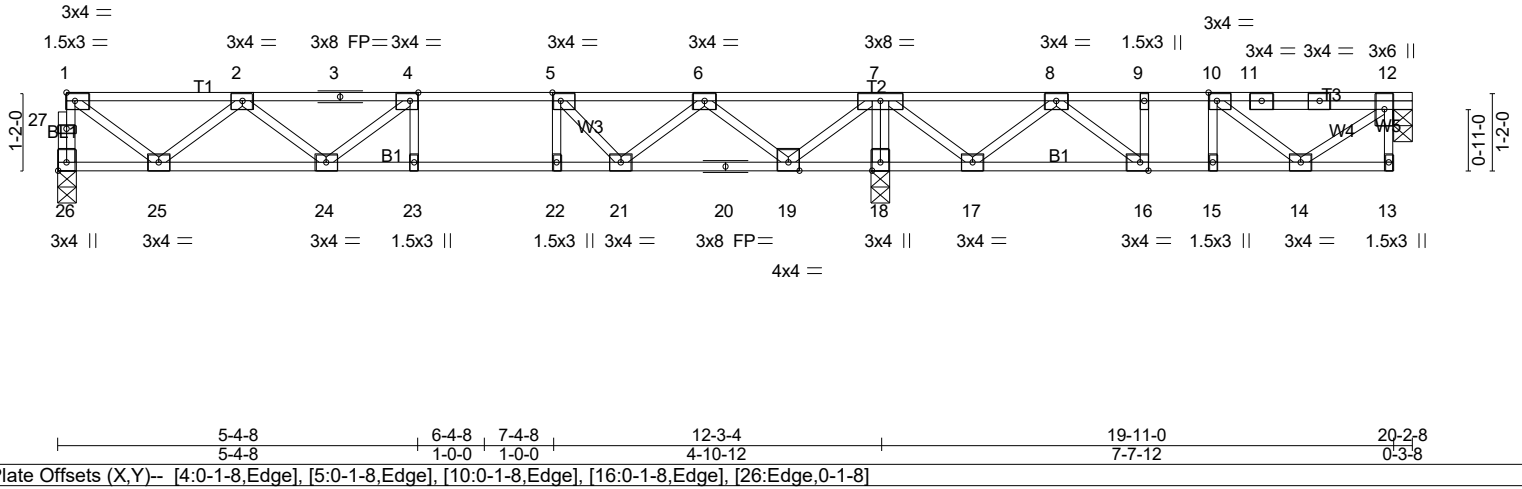 3x4 =
3x4 =
1.5x3 =
3x4 =
3x8 FP=
3x4 =
3x4 =
3x4 =
3x8 =
3x4 =
1.5x3 ||
3x4 =
3x4 =
3x6 ||
1
2
3
4
5
6
7
8
9
10
11
12
T1
T2
T3
27
BL1
W3
W4
W5
B1
B1
1-2-0
0-11-0
1-2-0
26
25
24
23
22
21
20
19
18
17
16
15
14
13
3x4 ||
3x4 =
3x4 =
1.5x3 ||
1.5x3 ||
3x4 =
3x8 FP=
3x4 ||
3x4 =
3x4 =
1.5x3 ||
3x4 =
1.5x3 ||
4x4 =
5-4-8
6-4-8
7-4-8
12-3-4
19-11-0
20-2-8
5-4-8
1-0-0
1-0-0
4-10-12
7-7-12
0-3-8
Plate Offsets (X,Y)-- [4:0-1-8,Edge], [5:0-1-8,Edge], [10:0-1-8,Edge], [16:0-1-8,Edge], [26:Edge,0-1-8]